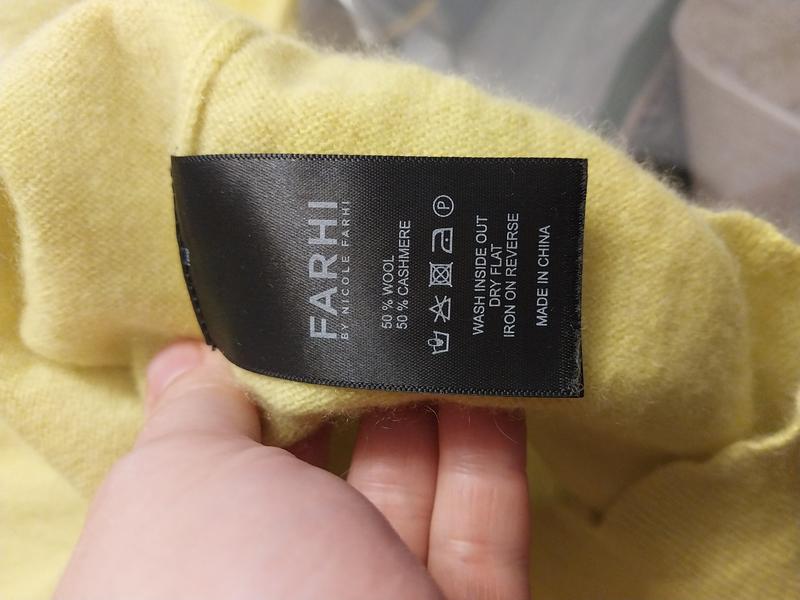 FARHI
BY NICOLE FARHI
50 % WOOL
50 % CASHMERE
P
WASH INSIDE OUT
DRY FLAT
IRON ON REVERSE
MADE IN CHINA